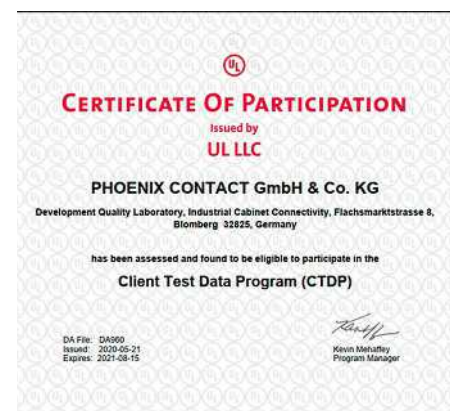 UL
CERTIFICATE OF PARTICIPATION
Issued by
UL LLC
PHOENIX CONTACT GmbH & Co. KG
Development Quality Laboratory, Industrial Cabinet Connectivity, Flachsmarktstrasse 8,
Blomberg 32825, Germany
has been assessed and found to be eligible to participate in the
Client Test Data Program (CTDP)
DA File: DA960
Issued: 2020-05-21
Expires: 2021-08-15
Kevin Mehaffey
Program Manager